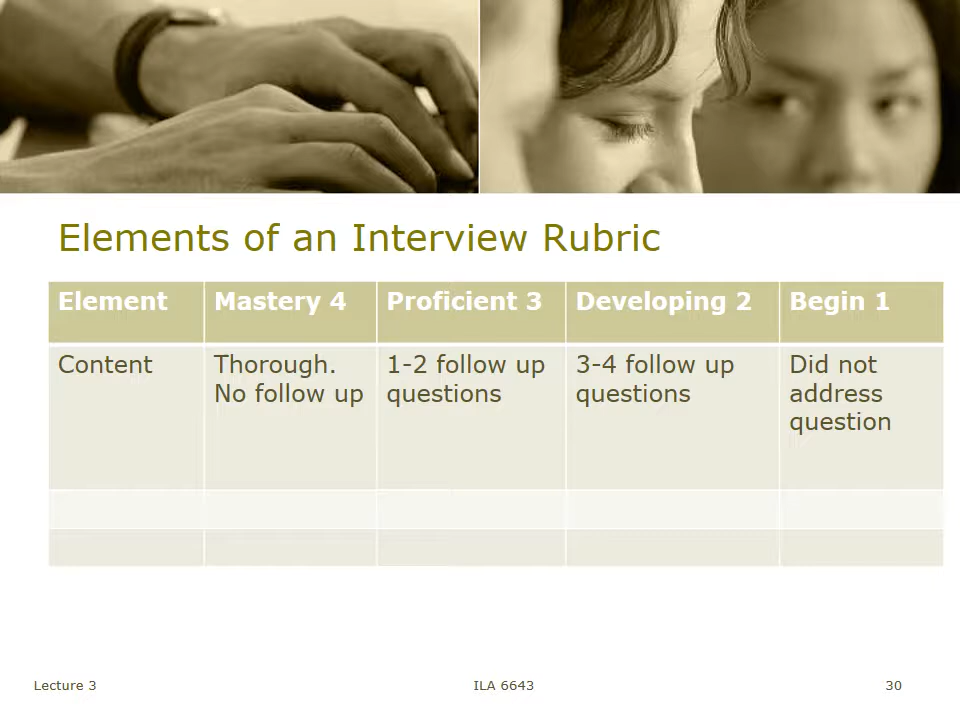 Elements of an Interview Rubric
Element Mastery 4 Proficient 3 Developing 2 Begin 1
Content Thorough. 1-2 follow up 3-4 follow up Did not
No follow up questions questions address
question
Lecture 3 ILA 6643 30